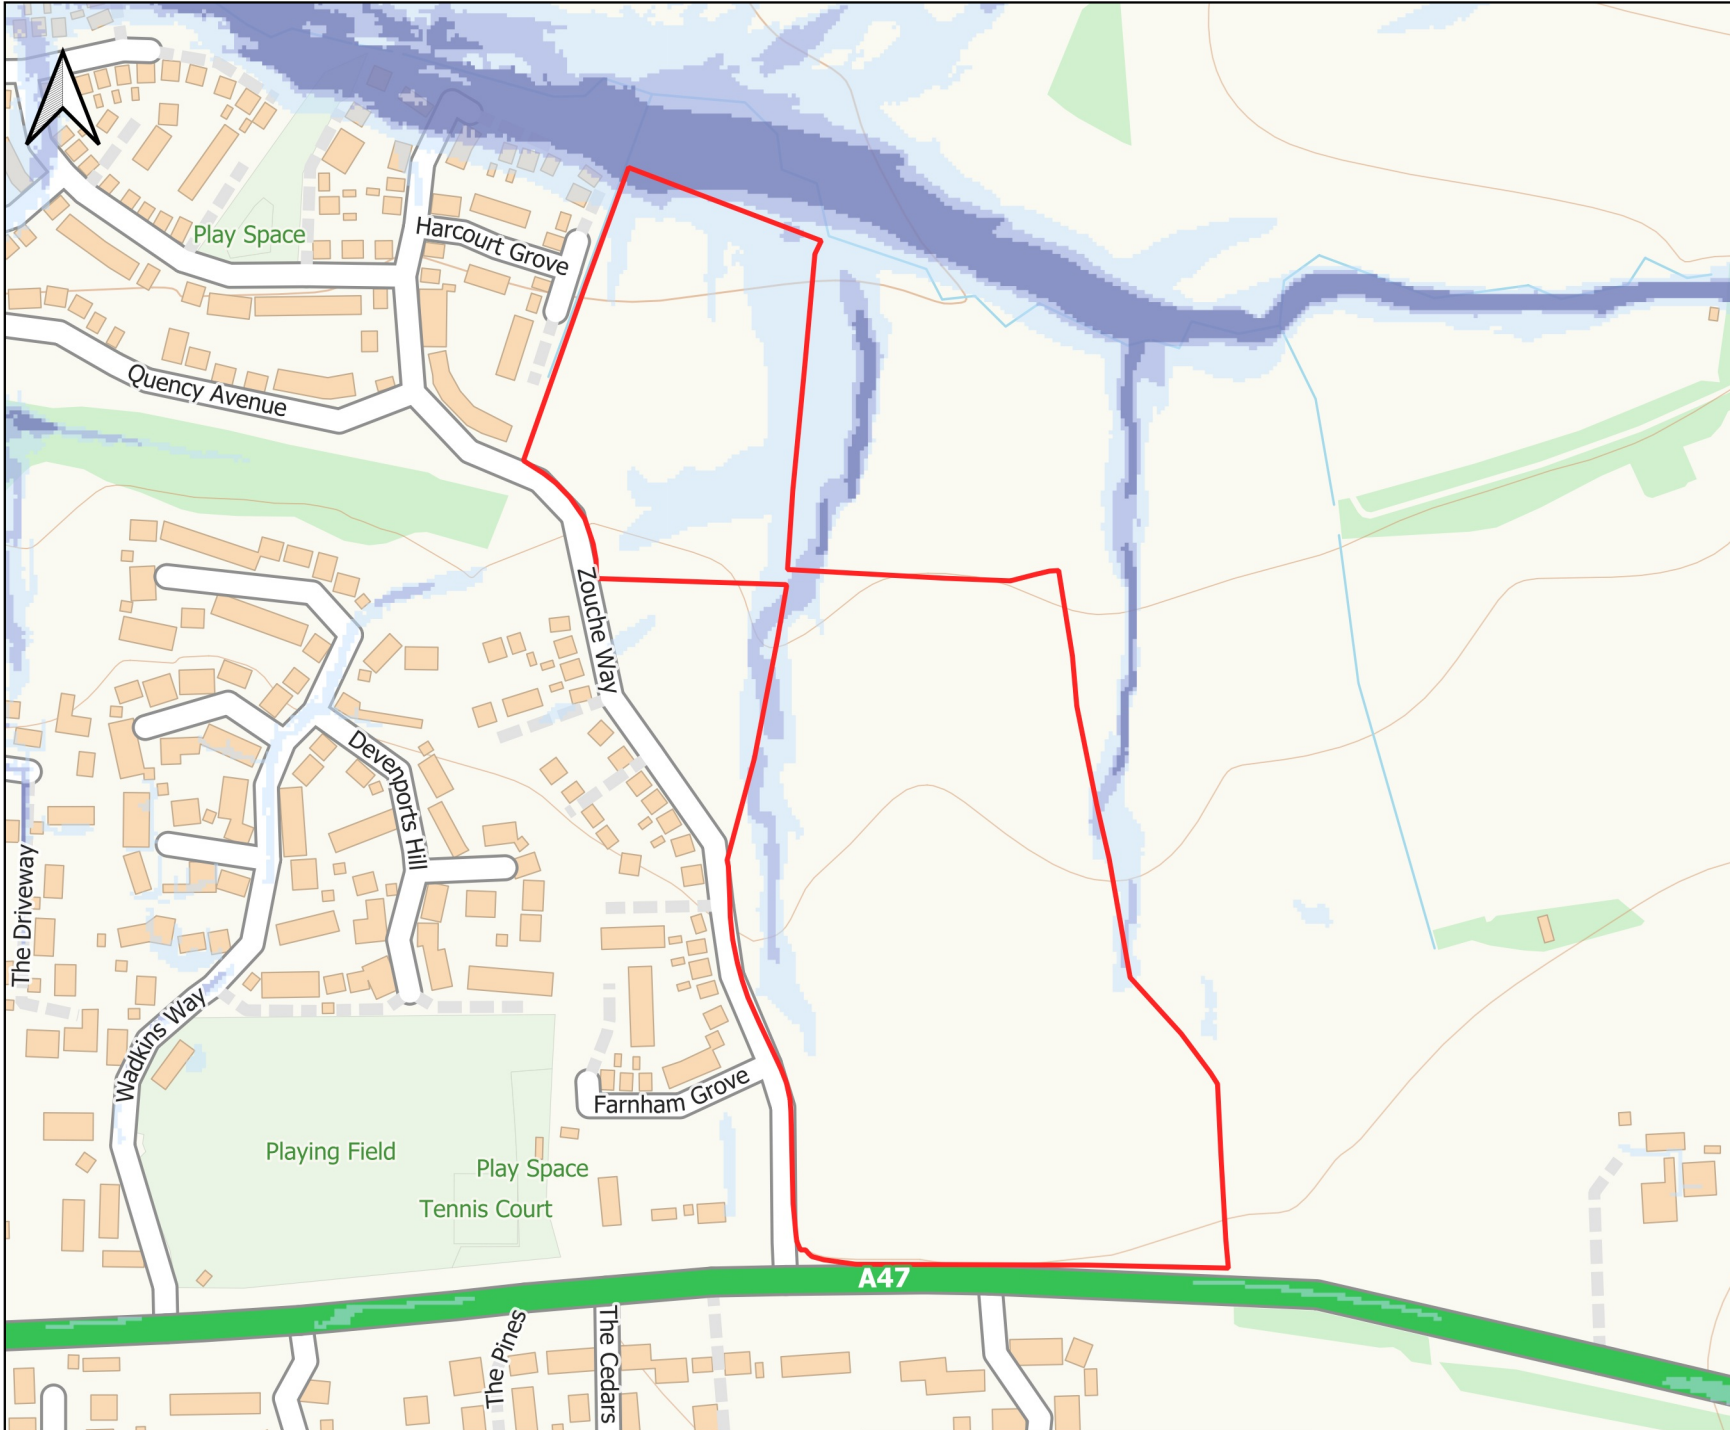 Play Space
Harcourt Grove
Quency Avenue
Zouche Way
Devenports Hill
The Driveway
Wadkins Way
Farnham Grove
Playing Field
Play Space
Tennis Court
A47
The Pines
The Cedars